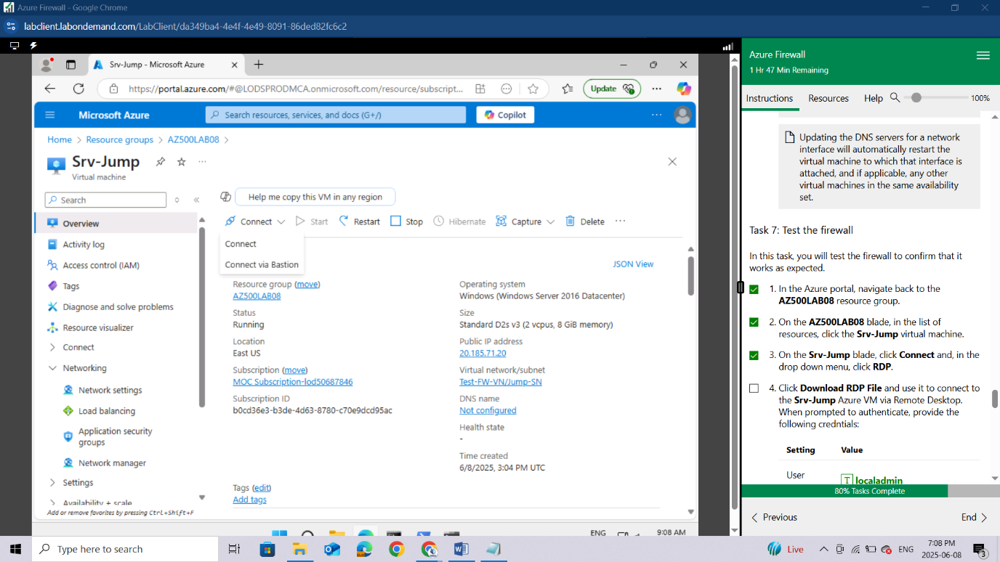 Azure Firewall - Google Chrome
labclient.labondemand.com/LabClient/da349ba4-4e4f-4e49-8091-86ded82fc6c2
Srv-Jump - Microsoft Azure
https://portal.azure.com/#@LODSPRODMCA.onmicrosoft.com/resource/subscript...
Update
Microsoft Azure
Search resources, services, and docs (G+/)
Copilot
Home > Resource groups > AZ500LAB08 >
Srv-Jump
Virtual machine
Search
Overview
Activity log
Access control (IAM)
Tags
Diagnose and solve problems
Resource visualizer
Connect
Networking
Network settings
Load balancing
Application security
groups
Network manager
Settings
Availability + scale
Add or remove favorites by pressing Ctrl+Shift+F
Help me copy this VM in any region
Connect Start Restart Stop Hibernate Capture Delete ...
Connect
Connect via Bastion
JSON View
Resource group (move)
AZ500LAB08
Status
Running
Location
East US
Subscription (move)
MOC Subscription-lod50687846
Subscription ID
b0cd36e3-b3de-4d63-8780-c70e9dcd95ac
Operating system
Windows (Windows Server 2016 Datacenter)
Size
Standard D2s v3 (2 vcpus, 8 GiB memory)
Public IP address
20.185.71.20
Virtual network/subnet
Test-FW-VN/Jump-SN
DNS name
Not configured
Health state
-
Time created
6/8/2025, 3:04 PM UTC
Tags (edit)
Add tags
ENG
9:08 AM
Azure Firewall
1 Hr 47 Min Remaining
Instructions Resources Help 100%
Updating the DNS servers for a network
interface will automatically restart the
virtual machine to which that interface is
attached, and if applicable, any other
virtual machines in the same availability
set.
Task 7: Test the firewall
In this task, you will test the firewall to confirm that it
works as expected.
1. In the Azure portal, navigate back to the
AZ500LAB08 resource group.
2. On the AZ500LAB08 blade, in the list of
resources, click the Srv-Jump virtual machine.
3. On the Srv-Jump blade, click Connect and, in the
drop down menu, click RDP.
4. Click Download RDP File and use it to connect to
the Srv-Jump Azure VM via Remote Desktop.
When prompted to authenticate, provide the
following credntials:
Setting Value
User
T localadmin
80% Tasks Complete
< Previous
End >
Type here to search
Live
ENG
7:08 PM
2025-06-08
3